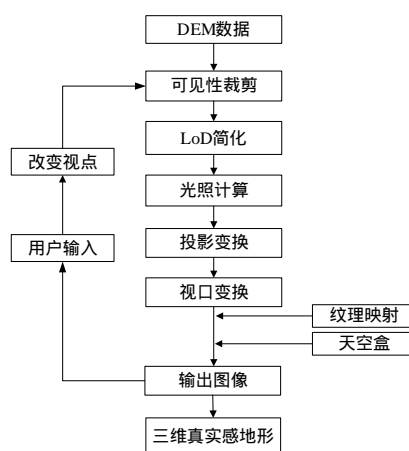 DEM数据
可见性裁剪
LoD简化
改变视点
光照计算
用户输入
投影变换
视口变换
纹理映射
天空盒
输出图像
三维真实感地形